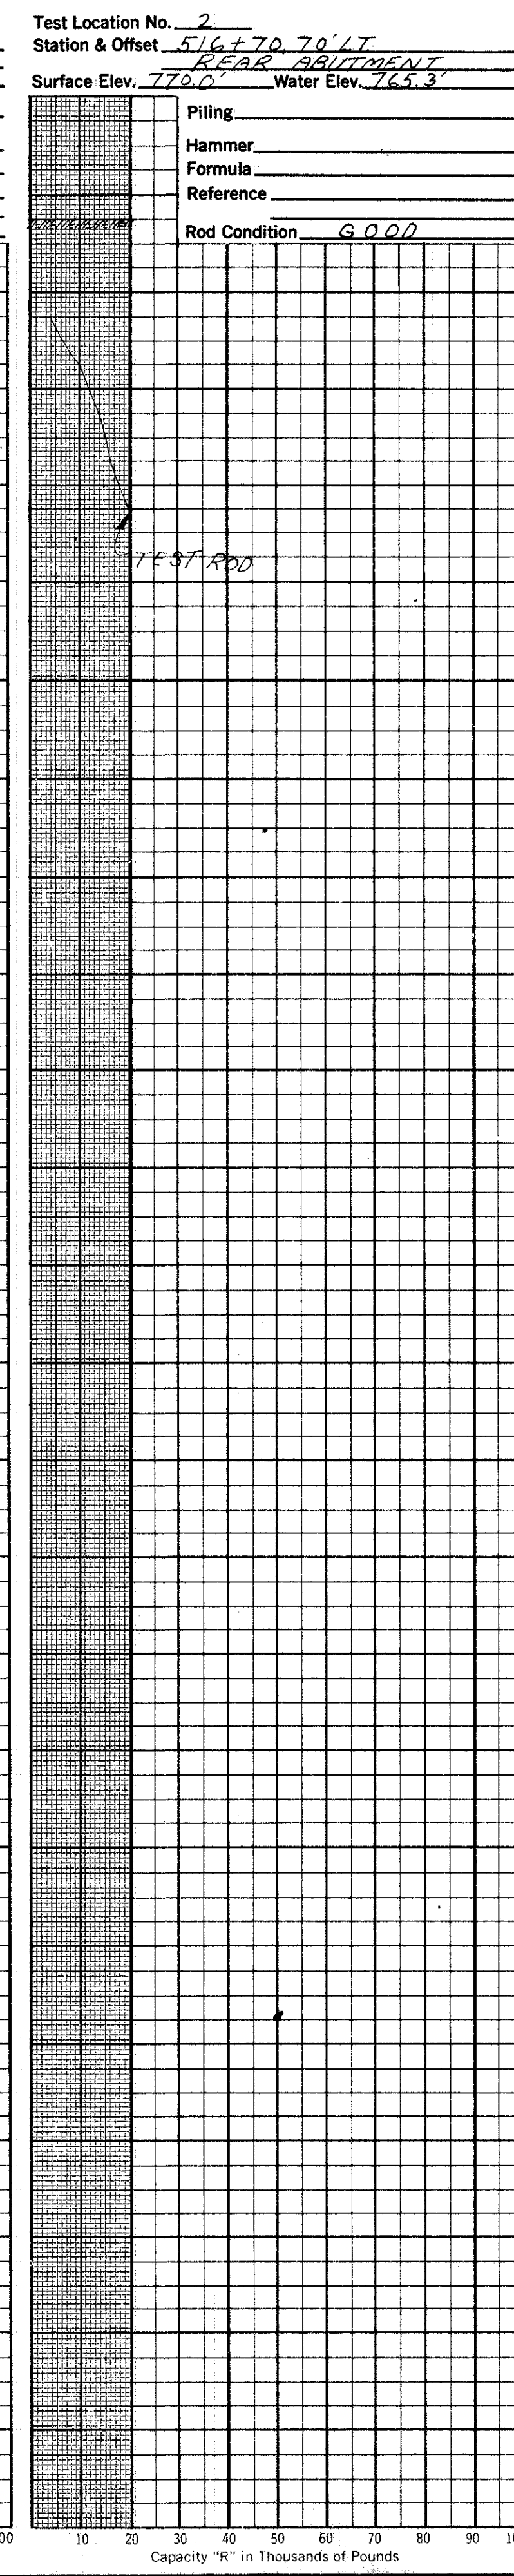 Test Location No. 2
Station & Offset 516+70, 70' LT.
REAR ABUTMENT
Surface Elev. 770.0' Water Elev. 765.3'
Piling
Hammer
Formula
Reference
Rod Condition GOOD
TEST ROD
00 10 20 30 40 50 60 70 80 90 10
Capacity "R" in Thousands of Pounds